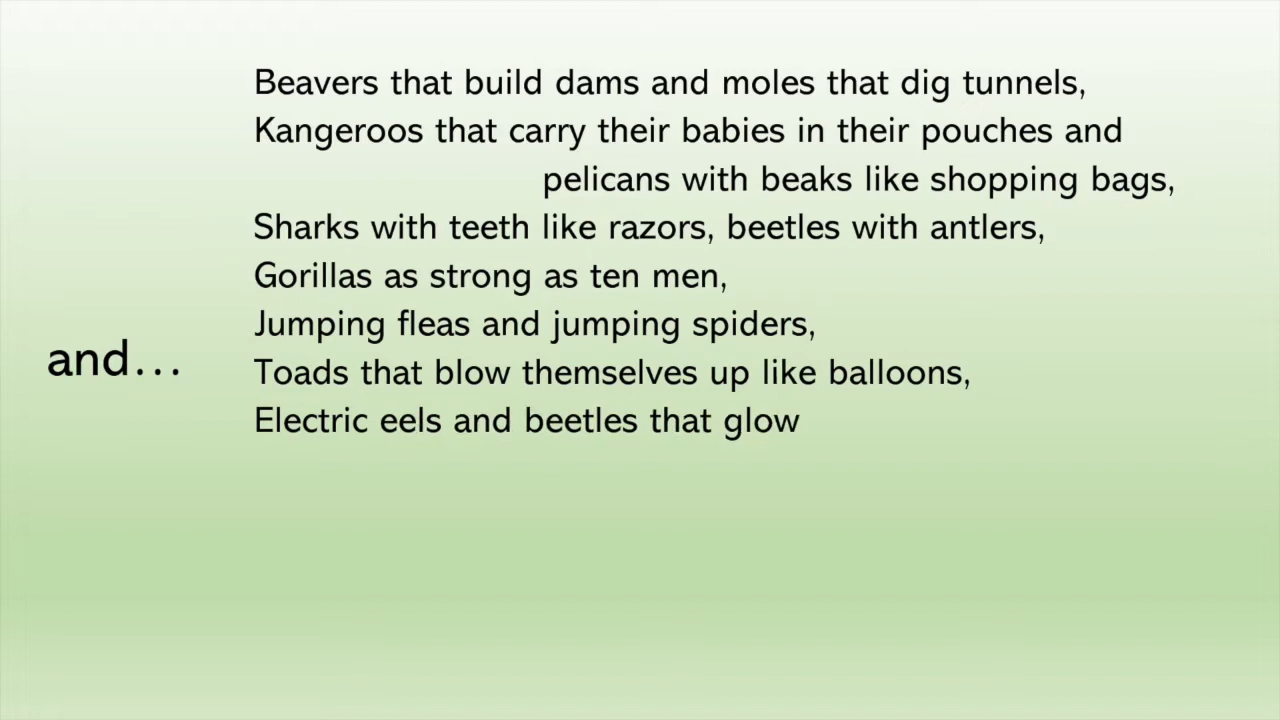 Beavers that build dams and moles that dig tunnels,
Kangeroos that carry their babies in their pouches and
pelicans with beaks like shopping bags,
Sharks with teeth like razors, beetles with antlers,
Gorillas as strong as ten men,
Jumping fleas and jumping spiders,
and...
Toads that blow themselves up like balloons,
Electric eels and beetles that glow